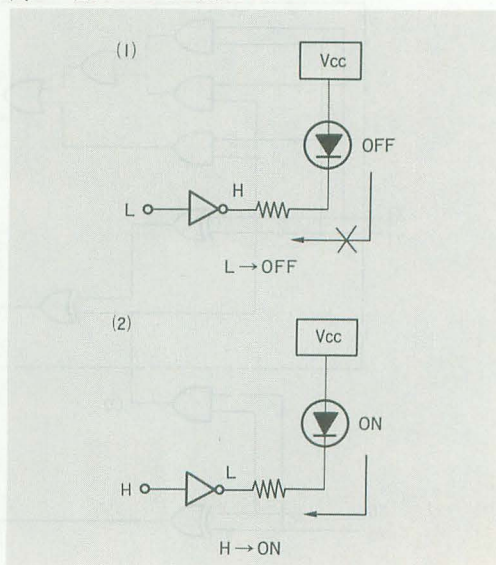 (1)
Vcc
OFF
H
L
L → OFF
(2)
Vcc
ON
L
H
H → ON